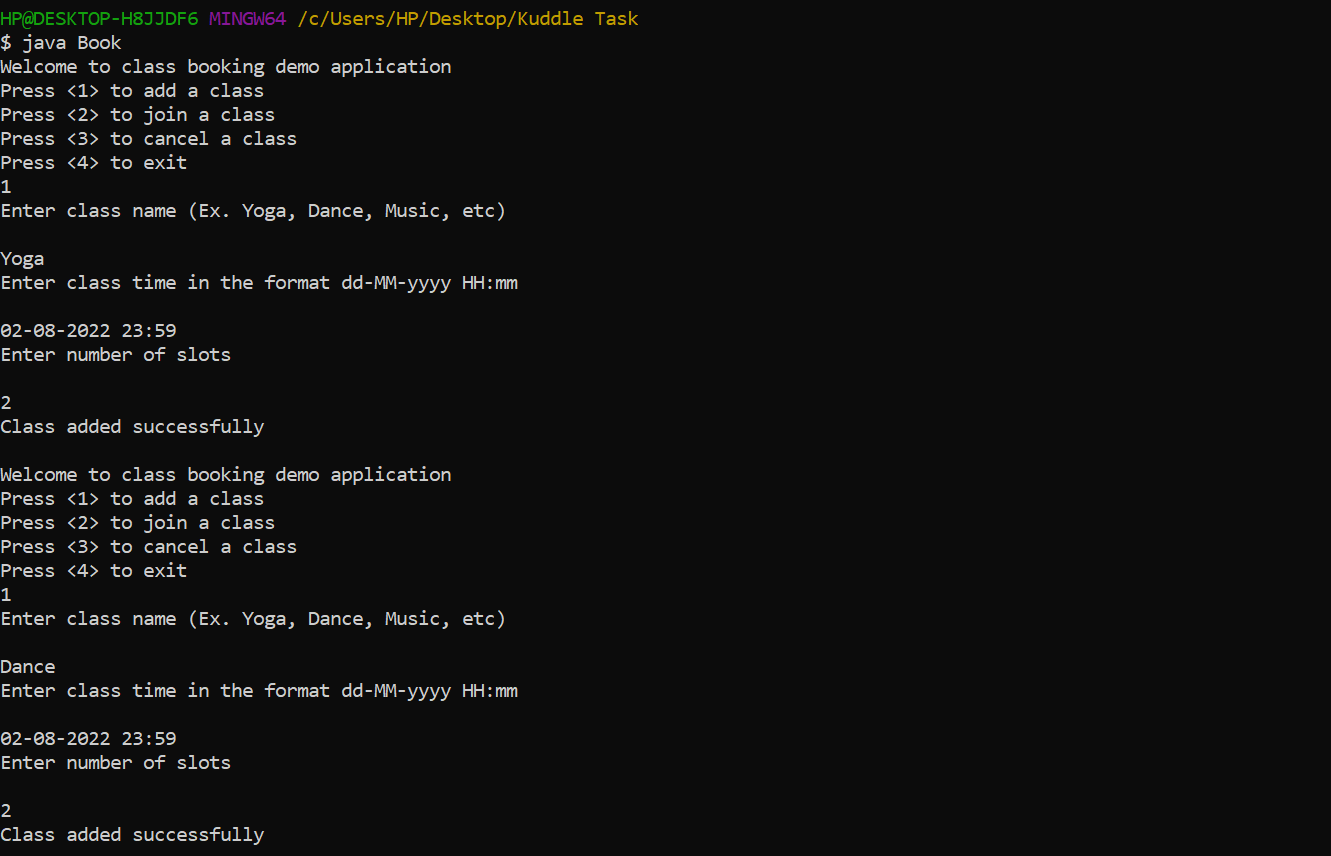 HP@DESKTOP-H8JJDF6 MINGW64 /c/Users/HP/Desktop/Kuddle Task
$ java Book
Welcome to class booking demo application
Press <1> to add a class
Press <2> to join a class
Press <3> to cancel a class
Press <4> to exit
1
Enter class name (Ex. Yoga, Dance, Music, etc)
Yoga
Enter class time in the format dd-MM-yyyy HH:mm
02-08-2022 23:59
Enter number of slots
2
Class added successfully
Welcome to class booking demo application
Press <1> to add a class
Press <2> to join a class
Press <3> to cancel a class
Press <4> to exit
1
Enter class name (Ex. Yoga, Dance, Music, etc)
Dance
Enter class time in the format dd-MM-yyyy HH:mm
02-08-2022 23:59
Enter number of slots
2
Class added successfully